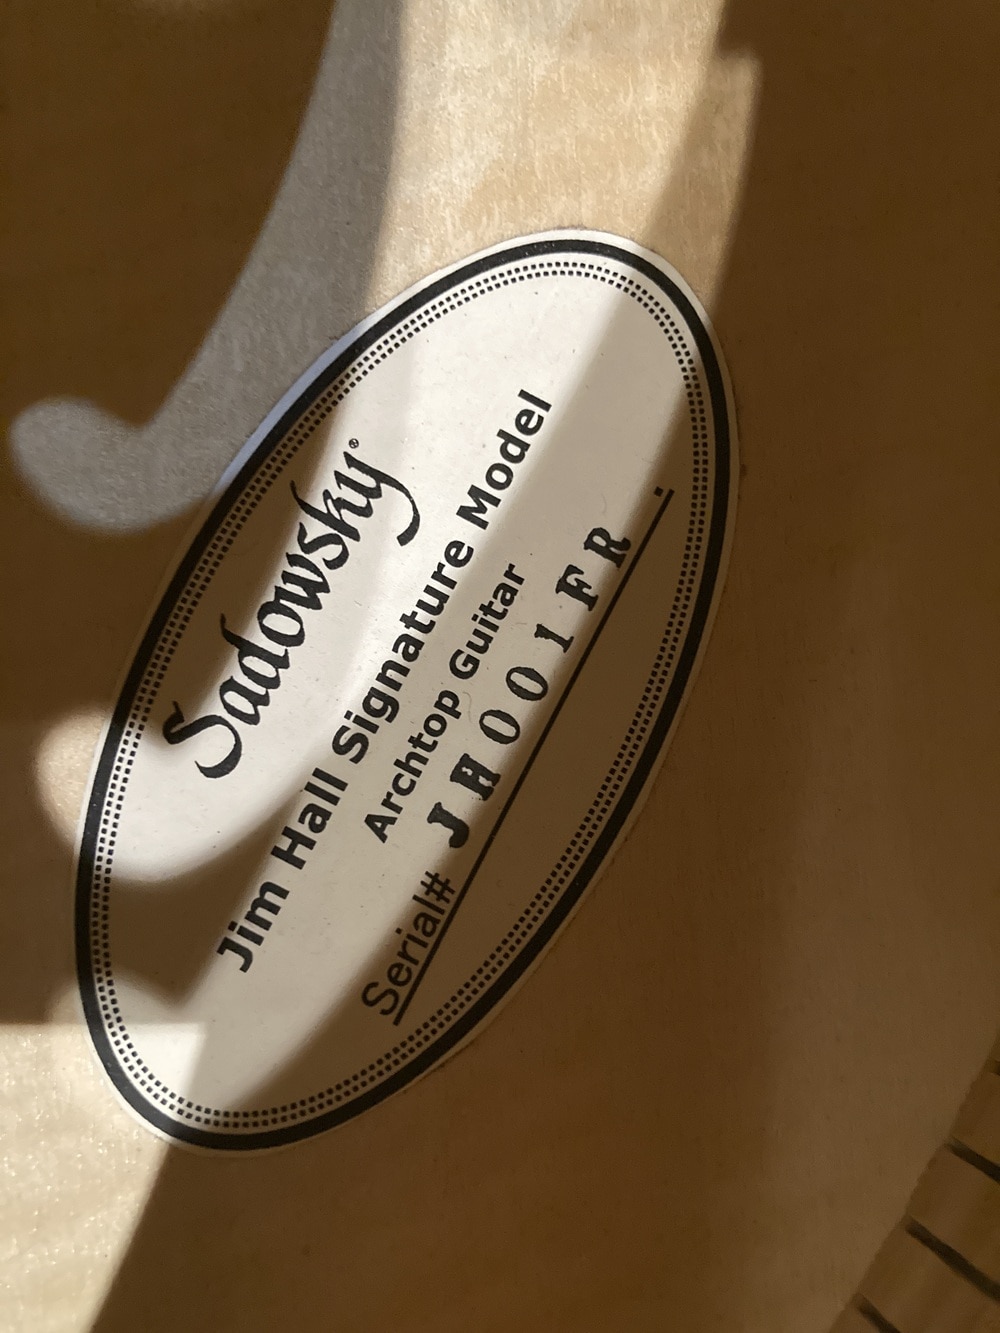 Sadowsky®
Jim Hall Signature Model
Archtop Guitar
Serial# JH001FR.